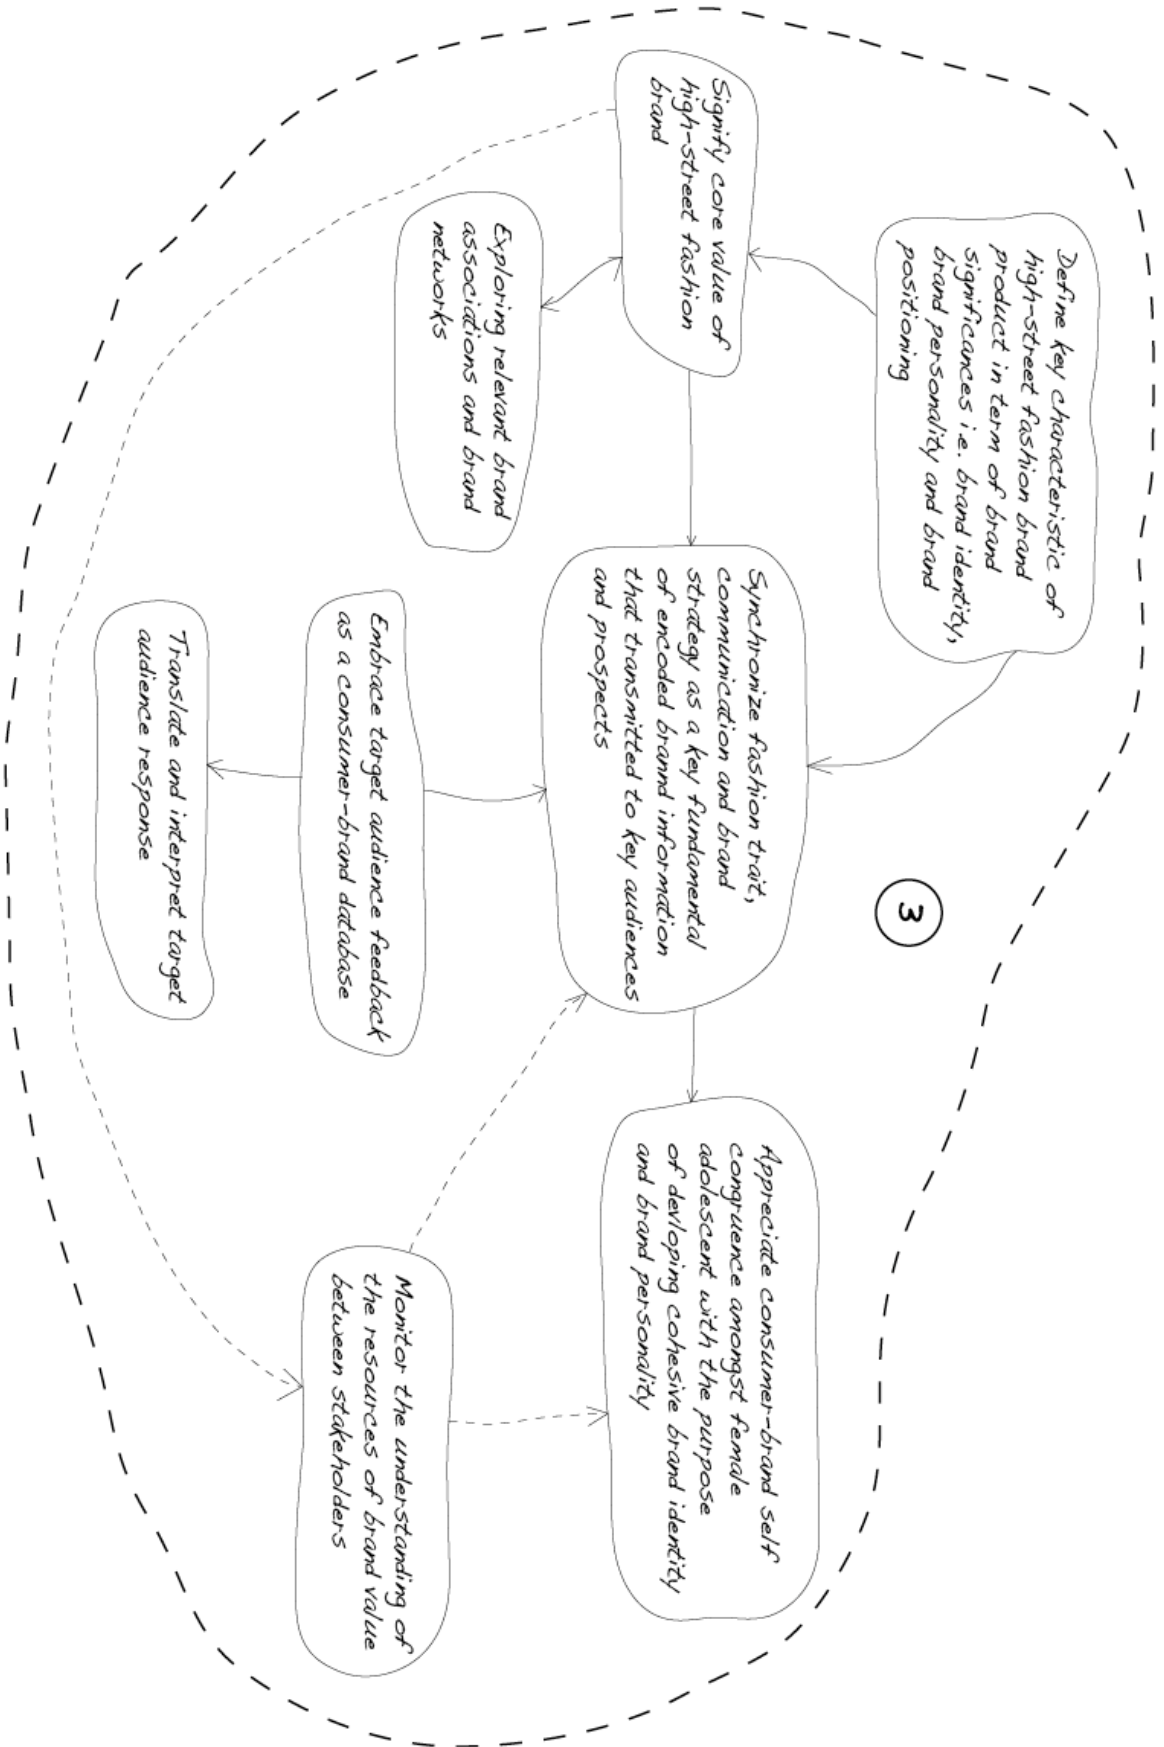 Define key characteristic of
high-street fashion brand
product in term of brand
significances i.e. brand identity,
brand personality and brand
positioning
3
Signify core value of
high-street fashion
brand
Synchronize fashion trait,
communication and brand
strategy as a key fundamental
of encoded brannd information
that transmitted to key audiences
and prospects
Appreciate consumer-brand self
congruence amongst female
adolescent with the purpose
of devloping cohesive brand identity
and brand personality
Exploring relevant brand
associations and brand
networks
Embrace target audience feedback
as a consumer-brand database
Monitor the understanding of
the resources of brand value
between stakeholders
Translate and interpret target
audience response